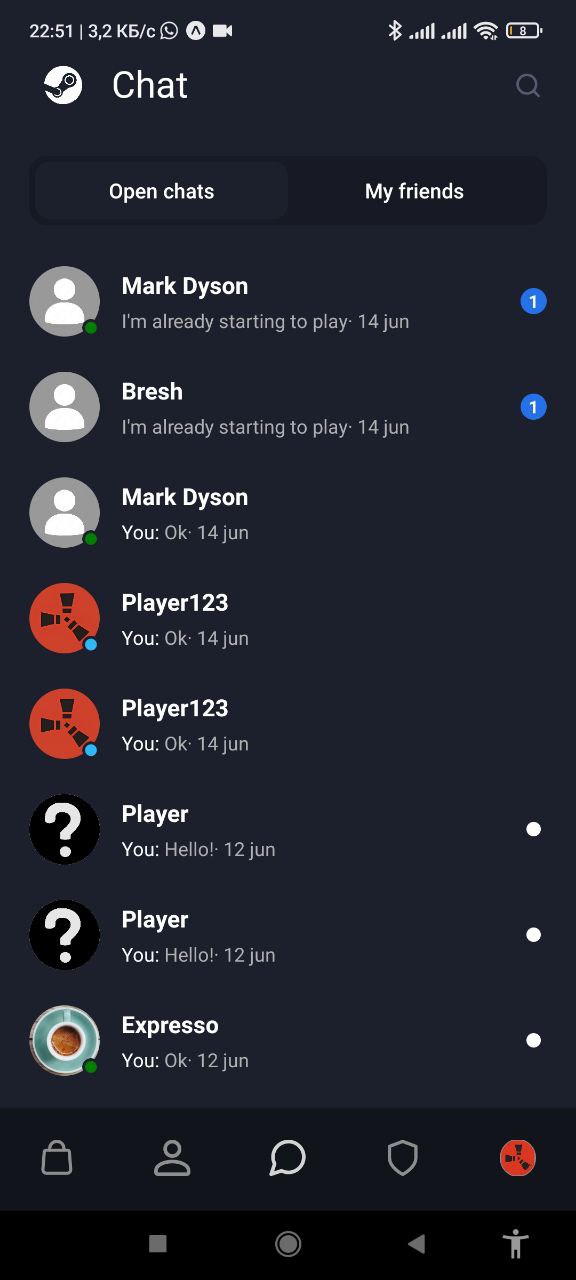 22:51 | 3,2 КБ/с 8
Chat
Open chats My friends
Mark Dyson
I'm already starting to play· 14 jun 1
Bresh
I'm already starting to play· 14 jun 1
Mark Dyson
You: Ok· 14 jun
Player123
You: Ok· 14 jun
Player123
You: Ok· 14 jun
Player
You: Hello!· 12 jun
Player
You: Hello!· 12 jun
Expresso
You: Ok· 12 jun